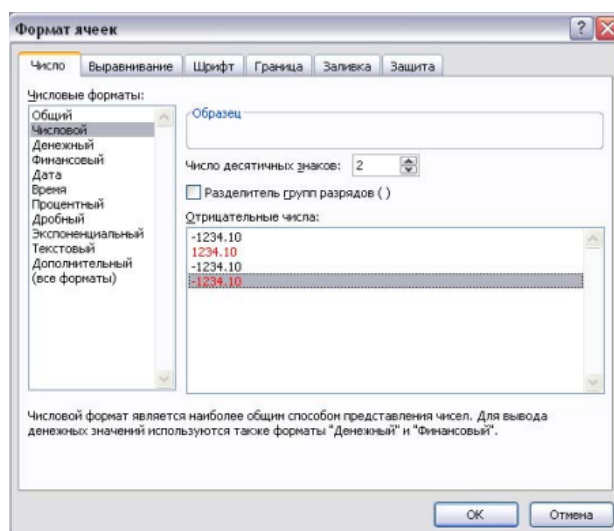 Формат ячеек
Число Выравнивание Шрифт Граница Заливка Защита
Числовые форматы:
Общий
Числовой
Денежный
Финансовый
Дата
Время
Процентный
Дробный
Экспоненциальный
Текстовый
Дополнительный
(все форматы)
Образец
Число десятичных знаков: 2
Разделитель групп разрядов ( )
Отрицательные числа:
-1234.10
1234.10
-1234.10
-1234.10
Числовой формат является наиболее общим способом представления чисел. Для вывода
денежных значений используются также форматы "Денежный" и "Финансовый".
ОК Отмена